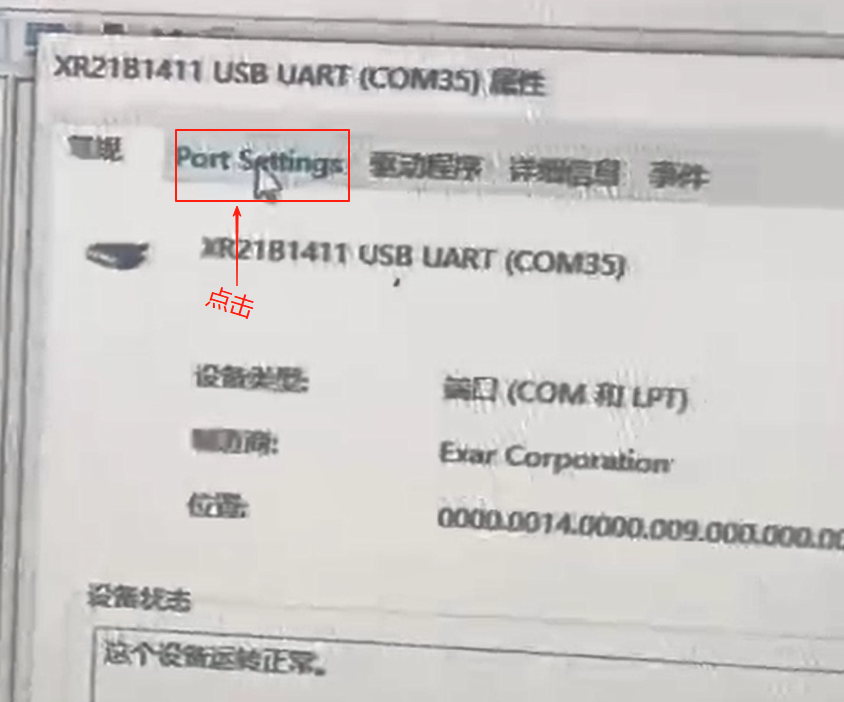 XR21B1411 USB UART (COM35) 属性
常规 Port Settings 驱动程序 详细信息 事件
XR21B1411 USB UART (COM35)
点击
设备类型: 端口 (COM 和 LPT)
制造商: Exar Corporation
位置: 0000.0014.0000.009.000.000.00
设备状态
这个设备运转正常。